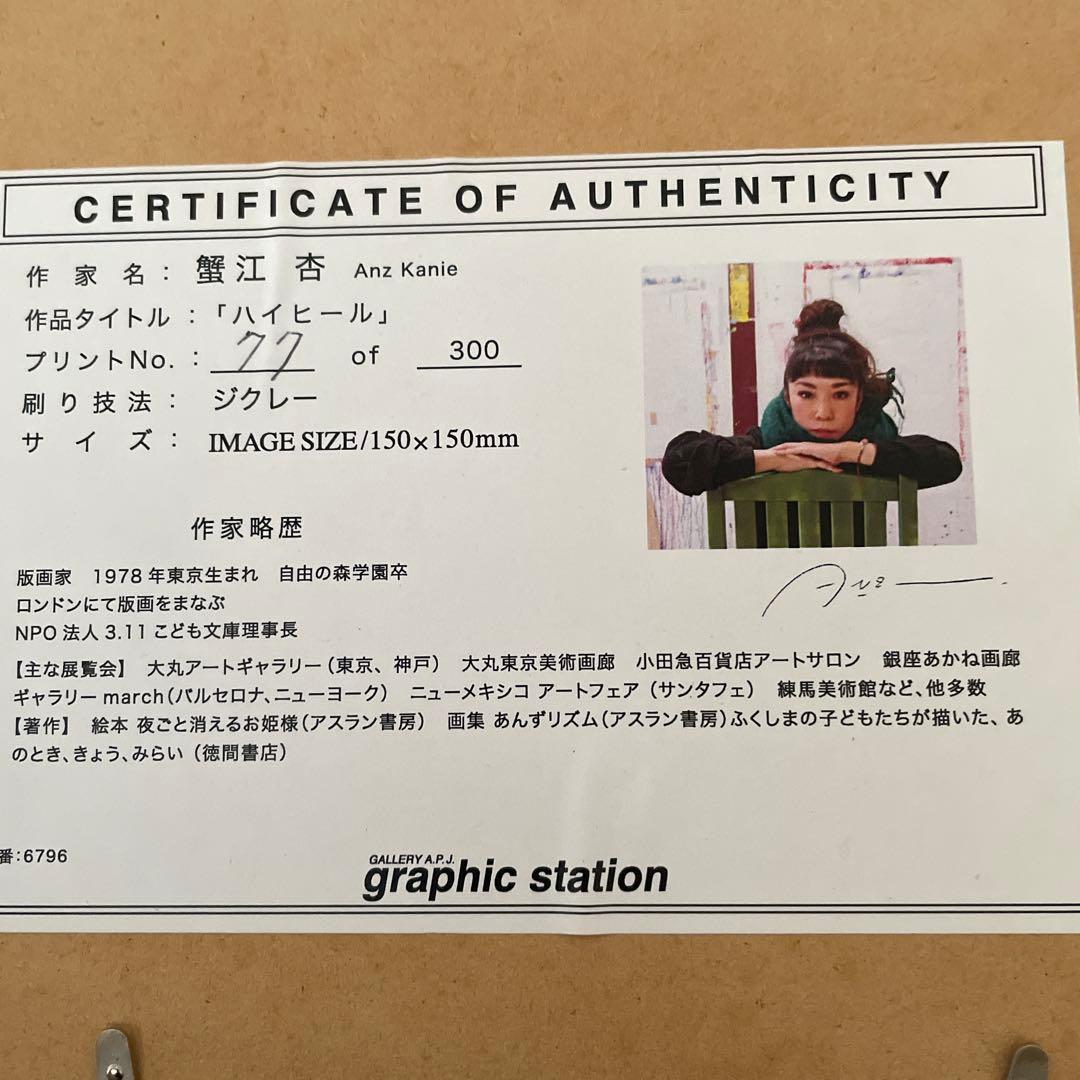 CERTIFICATE OF AUTHENTICITY
作家名： 蟹江 杏 Anz Kanie
作品タイトル：「ハイヒール」
プリントNo.： 77 of 300
刷り技法： ジクレー
サイズ： IMAGE SIZE/150×150mm
Anz
作家略歴
版画家 1978年東京生まれ 自由の森学園卒
ロンドンにて版画をまなぶ
NPO法人3.11こども文庫理事長
【主な展覧会】 大丸アートギャラリー（東京、神戸） 大丸東京美術画廊 小田急百貨店アートサロン 銀座あかね画廊
ギャラリーmarch（バルセロナ、ニューヨーク） ニューメキシコ アートフェア（サンタフェ） 練馬美術館など、他多数
【著作】 絵本 夜ごと消えるお姫様（アスラン書房） 画集 あんずリズム（アスラン書房）ふくしまの子どもたちが描いた、あ
のとき、きょう、みらい（徳間書店）
番：6796
GALLERY A.P.J.
graphic station